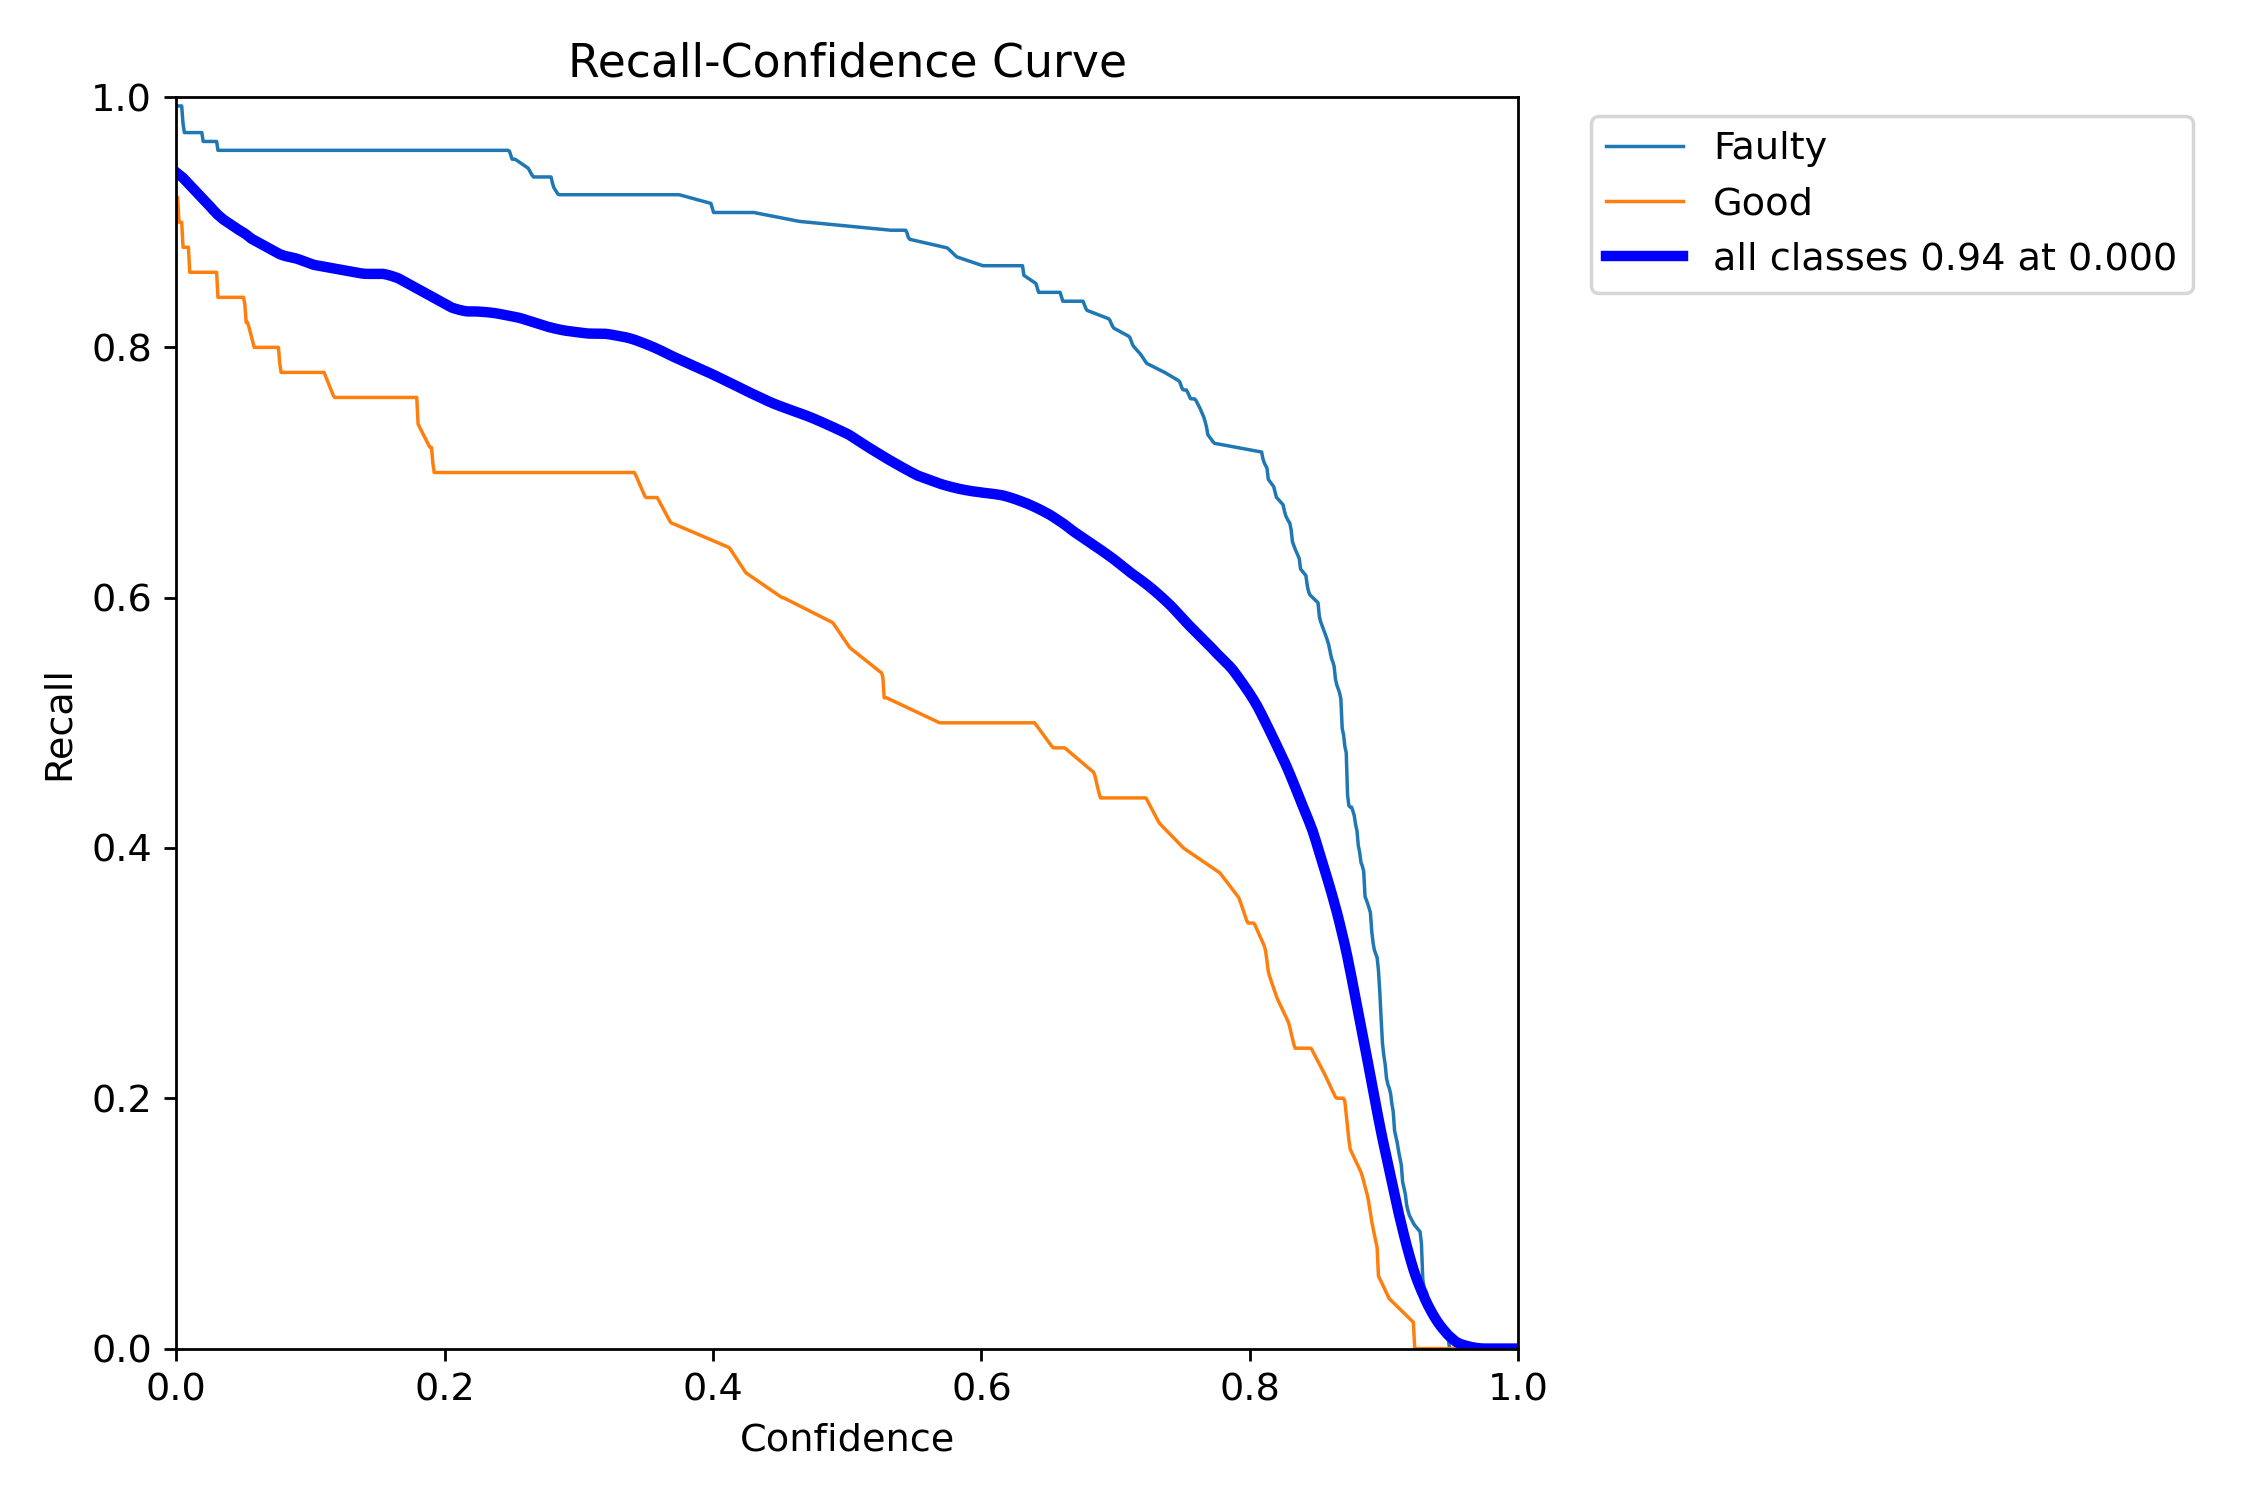 Recall-Confidence Curve
1.0
0.8
0.6
0.4
0.2
0.0
Recall
0.0 0.2 0.4 0.6 0.8 1.0
Confidence
Faulty
Good
all classes 0.94 at 0.000